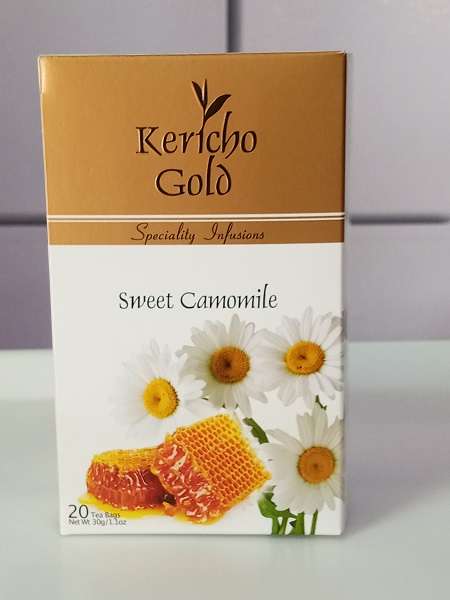 Kericho
Gold
Speciality Infusions
Sweet Camomile
20 Tea Bags
Net Wt 30g/1.1oz